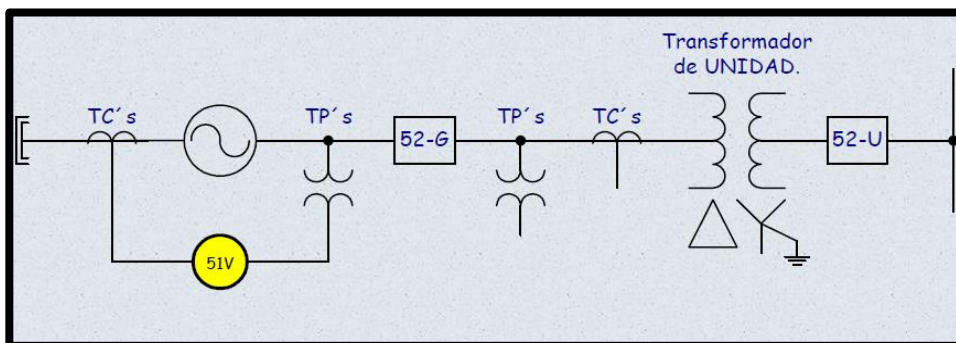 Transformador
de UNIDAD.
TC´s
TP´s
52-G
TP´s
TC´s
52-U
51V